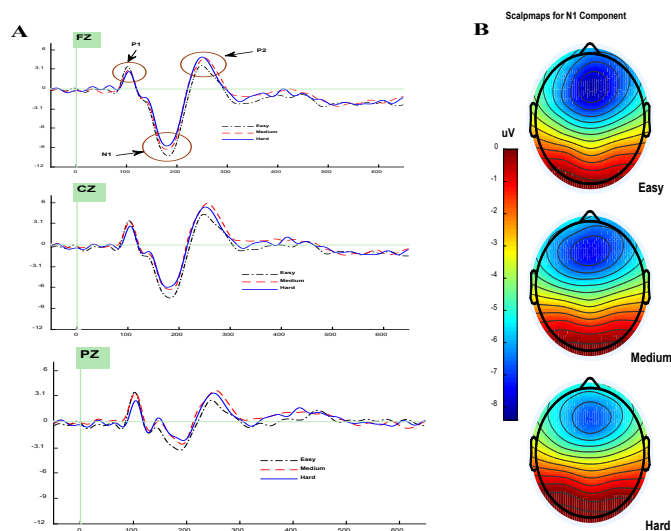 A
FZ
P1
P2
6
3.1
0
-3.1
-6
-9
-12
N1
Easy
Medium
Hard
0
100
200
300
400
500
600
CZ
6
3.1
0
-3.1
-6
-9
-12
Easy
Medium
Hard
0
100
200
300
400
500
600
PZ
6
3.1
0
-3.1
-6
-9
-12
Easy
Medium
Hard
0
100
200
300
400
500
600
Scalpmaps for N1 Component
B
uV
0
-1
-2
-3
-4
-5
-6
-7
-8
Easy
Medium
Hard